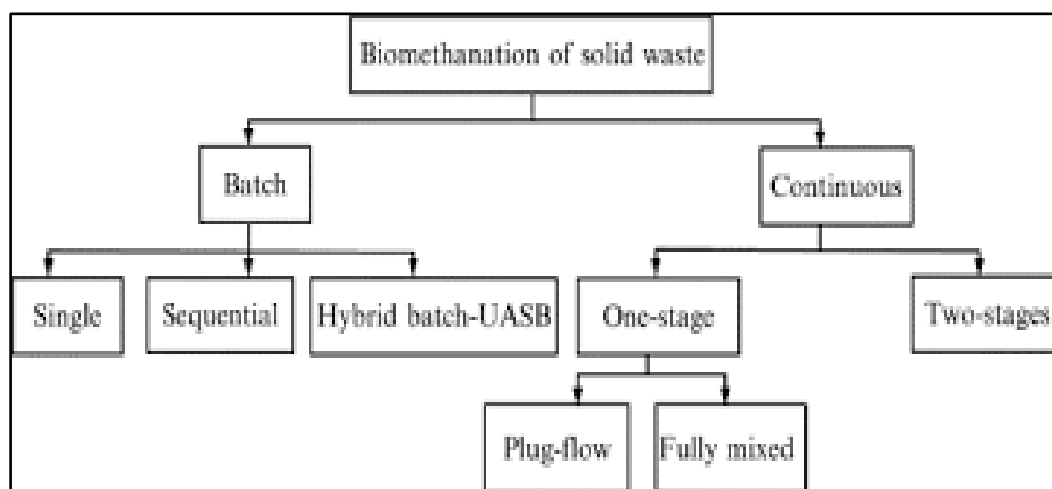 Biomethanation of solid waste
Batch
Continuous
Single
Sequential
Hybrid batch-UASB
One-stage
Two-stages
Plug-flow
Fully mixed